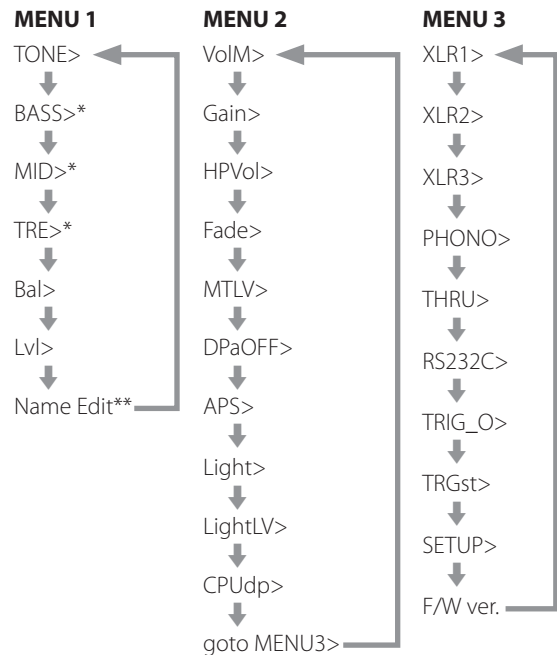 MENU 1
TONE>
BASS>*
MID>*
TRE>*
Bal>
Lvl>
Name Edit**
MENU 2
VolM>
Gain>
HPVol>
Fade>
MTLV>
DPaOFF>
APS>
Light>
LightLV>
CPUdp>
goto MENU3>
MENU 3
XLR1>
XLR2>
XLR3>
PHONO>
THRU>
RS232C>
TRIG_O>
TRGst>
SETUP>
F/W ver.